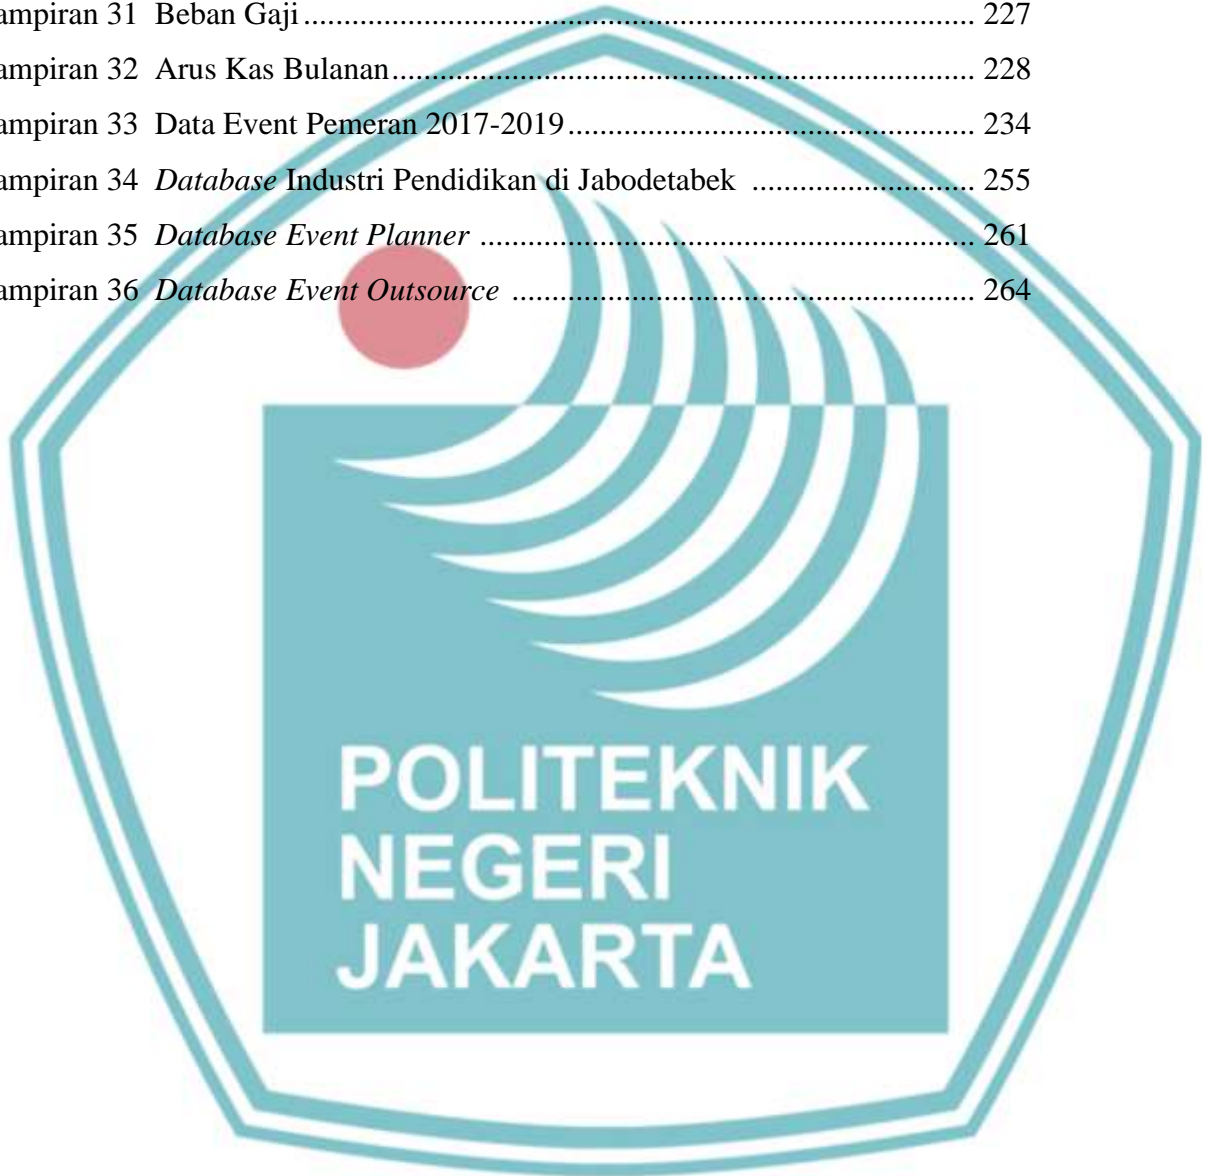 ampiran 31 Beban Gaji.................................................................................... 227
ampiran 32 Arus Kas Bulanan......................................................................... 228
ampiran 33 Data Event Pemeran 2017-2019................................................... 234
ampiran 34 Database Industri Pendidikan di Jabodetabek ............................ 255
ampiran 35 Database Event Planner .............................................................. 261
ampiran 36 Database Event Outsource .......................................................... 264
POLITEKNIK
NEGERI
JAKARTA